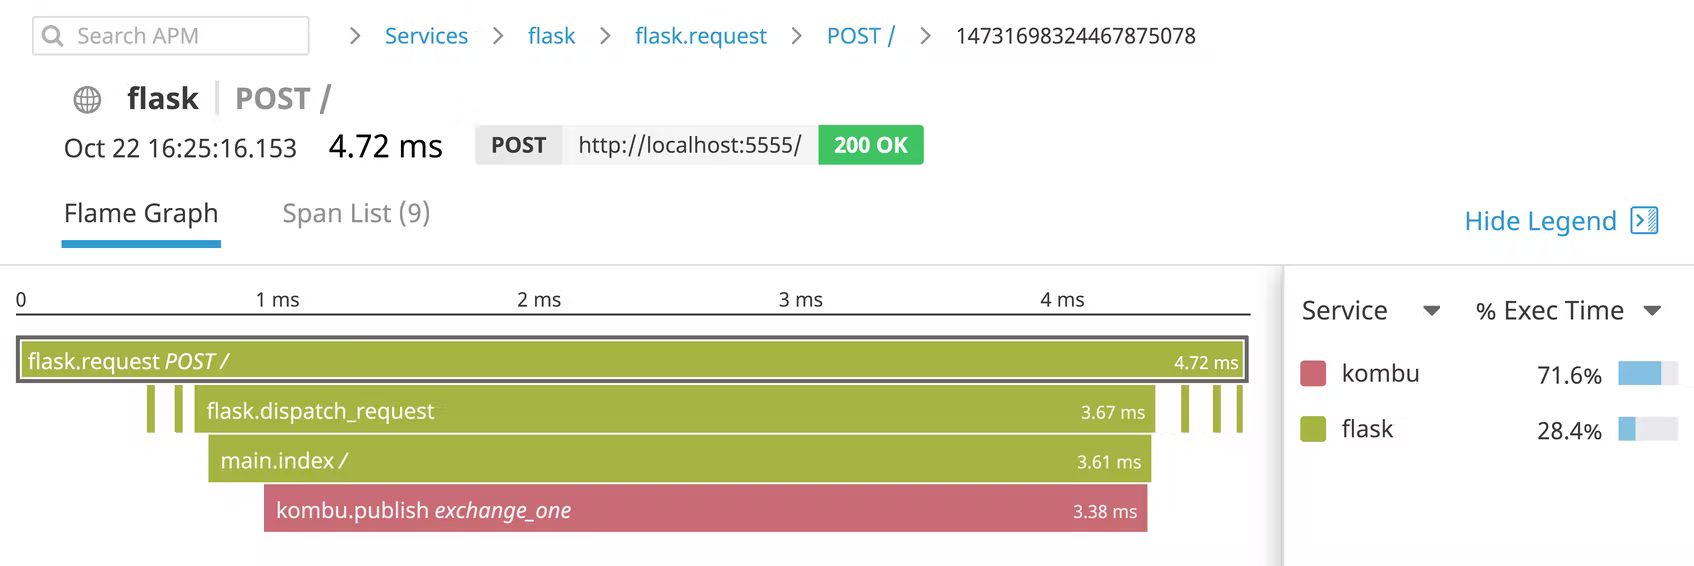 Search APM > Services > flask > flask.request > POST / > 14731698324467875078
flask | POST /
Oct 22 16:25:16.153 4.72 ms POST http://localhost:5555/ 200 OK
Flame Graph Span List (9)
Hide Legend
0 1 ms 2 ms 3 ms 4 ms
flask.request POST / 4.72 ms
flask.dispatch_request 3.67 ms
main.index / 3.61 ms
kombu.publish exchange_one 3.38 ms
Service % Exec Time
kombu 71.6%
flask 28.4%